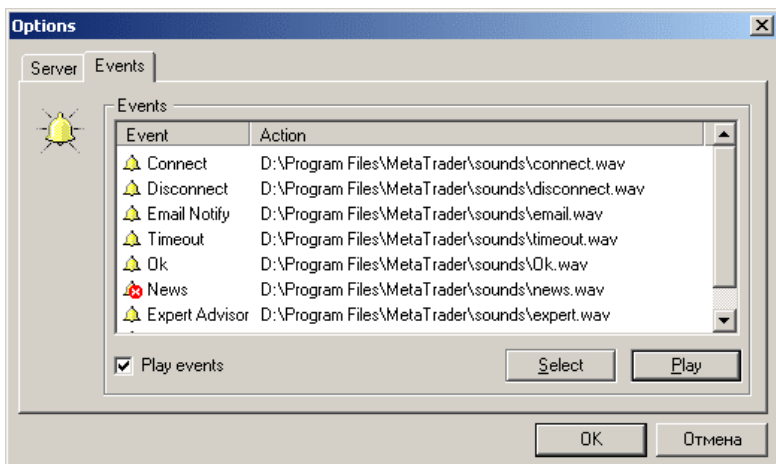 Options
Server Events
Events
Event Action
Connect D:\Program Files\MetaTrader\sounds\connect.wav
Disconnect D:\Program Files\MetaTrader\sounds\disconnect.wav
Email Notify D:\Program Files\MetaTrader\sounds\email.wav
Timeout D:\Program Files\MetaTrader\sounds\timeout.wav
Ok D:\Program Files\MetaTrader\sounds\Ok.wav
News D:\Program Files\MetaTrader\sounds\news.wav
Expert Advisor D:\Program Files\MetaTrader\sounds\expert.wav
Play events Select Play
OK Отмена